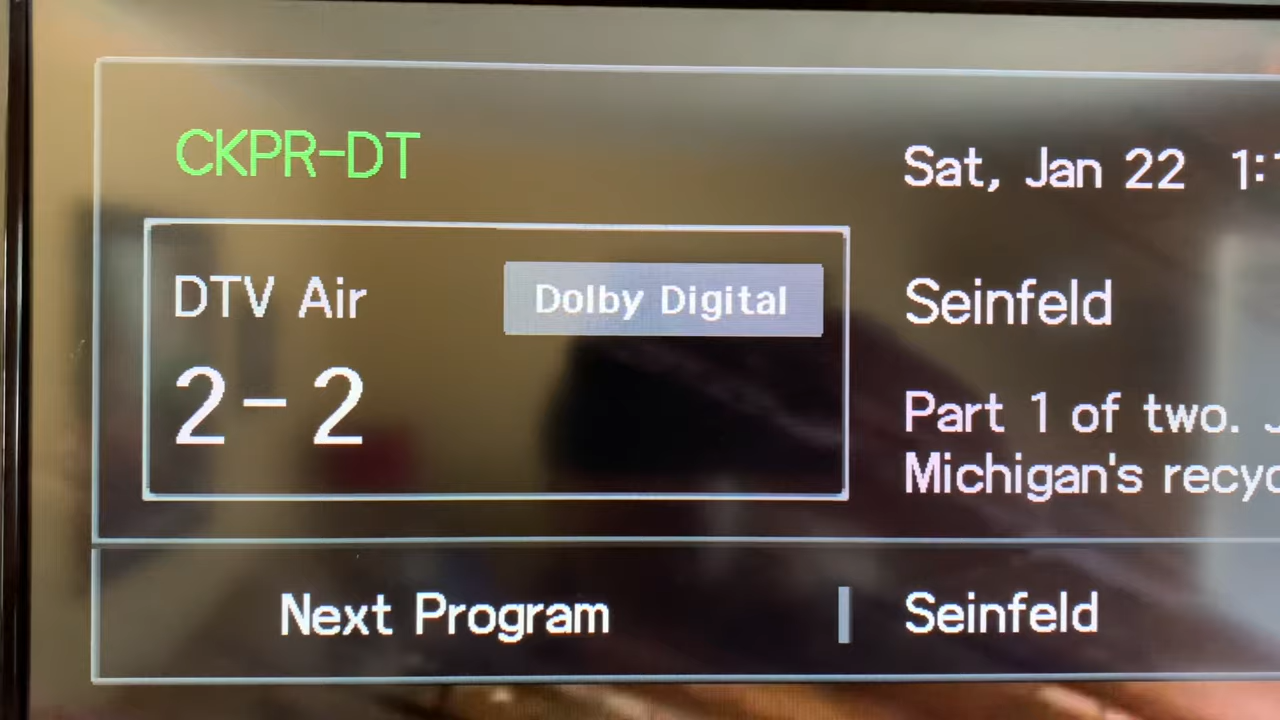 CKPR-DT
Sat, Jan 22
DTV Air
Dolby Digital
2-2
Seinfeld
Part 1 of two.
Michigan's
Next Program
Seinfeld